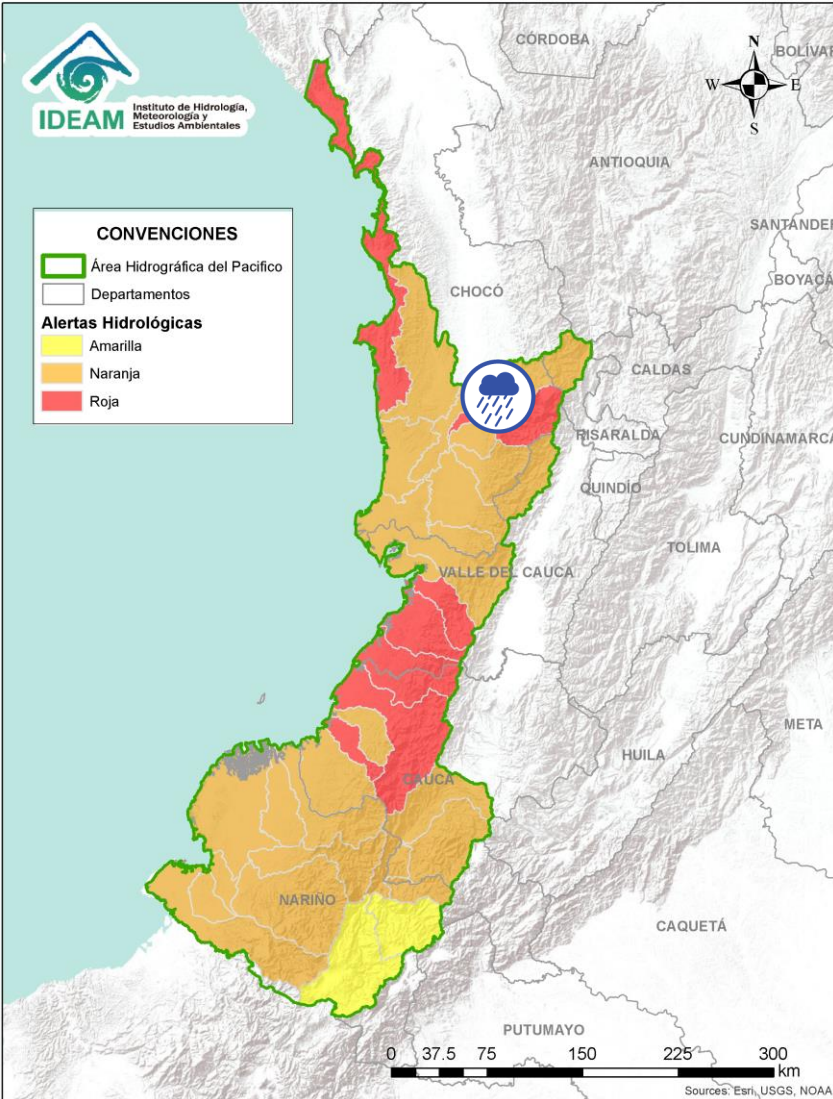 IDEAM
Instituto de Hidrología,
Meteorología y
Estudios Ambientales
N
W
E
S
CÓRDOBA
BOLÍVAR
ANTIOQUIA
SANTANDER
BOYACÁ
CONVENCIONES
Área Hidrográfica del Pacifico
Departamentos
Alertas Hidrológicas
Amarilla
Naranja
Roja
CHOCÓ
CALDAS
RISARALDA
CUNDINAMARCA
QUINDÍO
TOLIMA
VALLE DEL CAUCA
META
HUILA
CAUCA
NARIÑO
CAQUETÁ
PUTUMAYO
0 37.5 75 150 225 300
km
Sources: Esri, USGS, NOAA